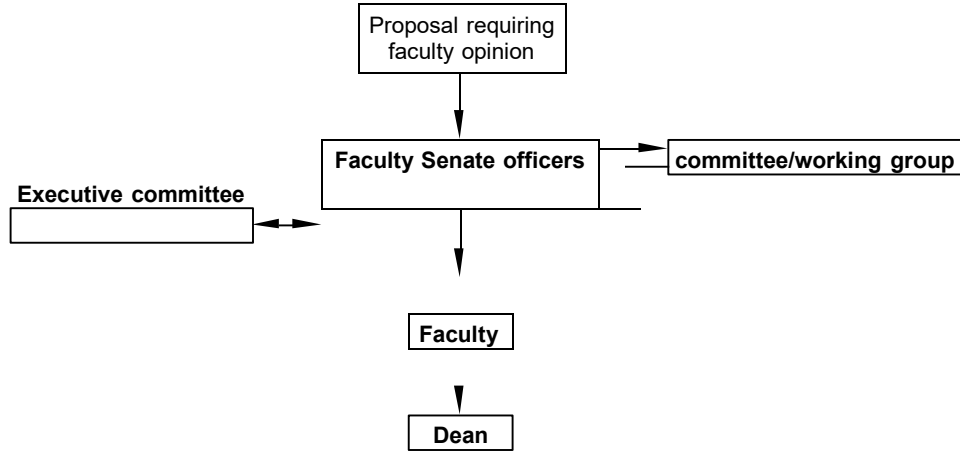 Proposal requiring
faculty opinion
Faculty Senate officers
committee/working group
Executive committee
Faculty
Dean